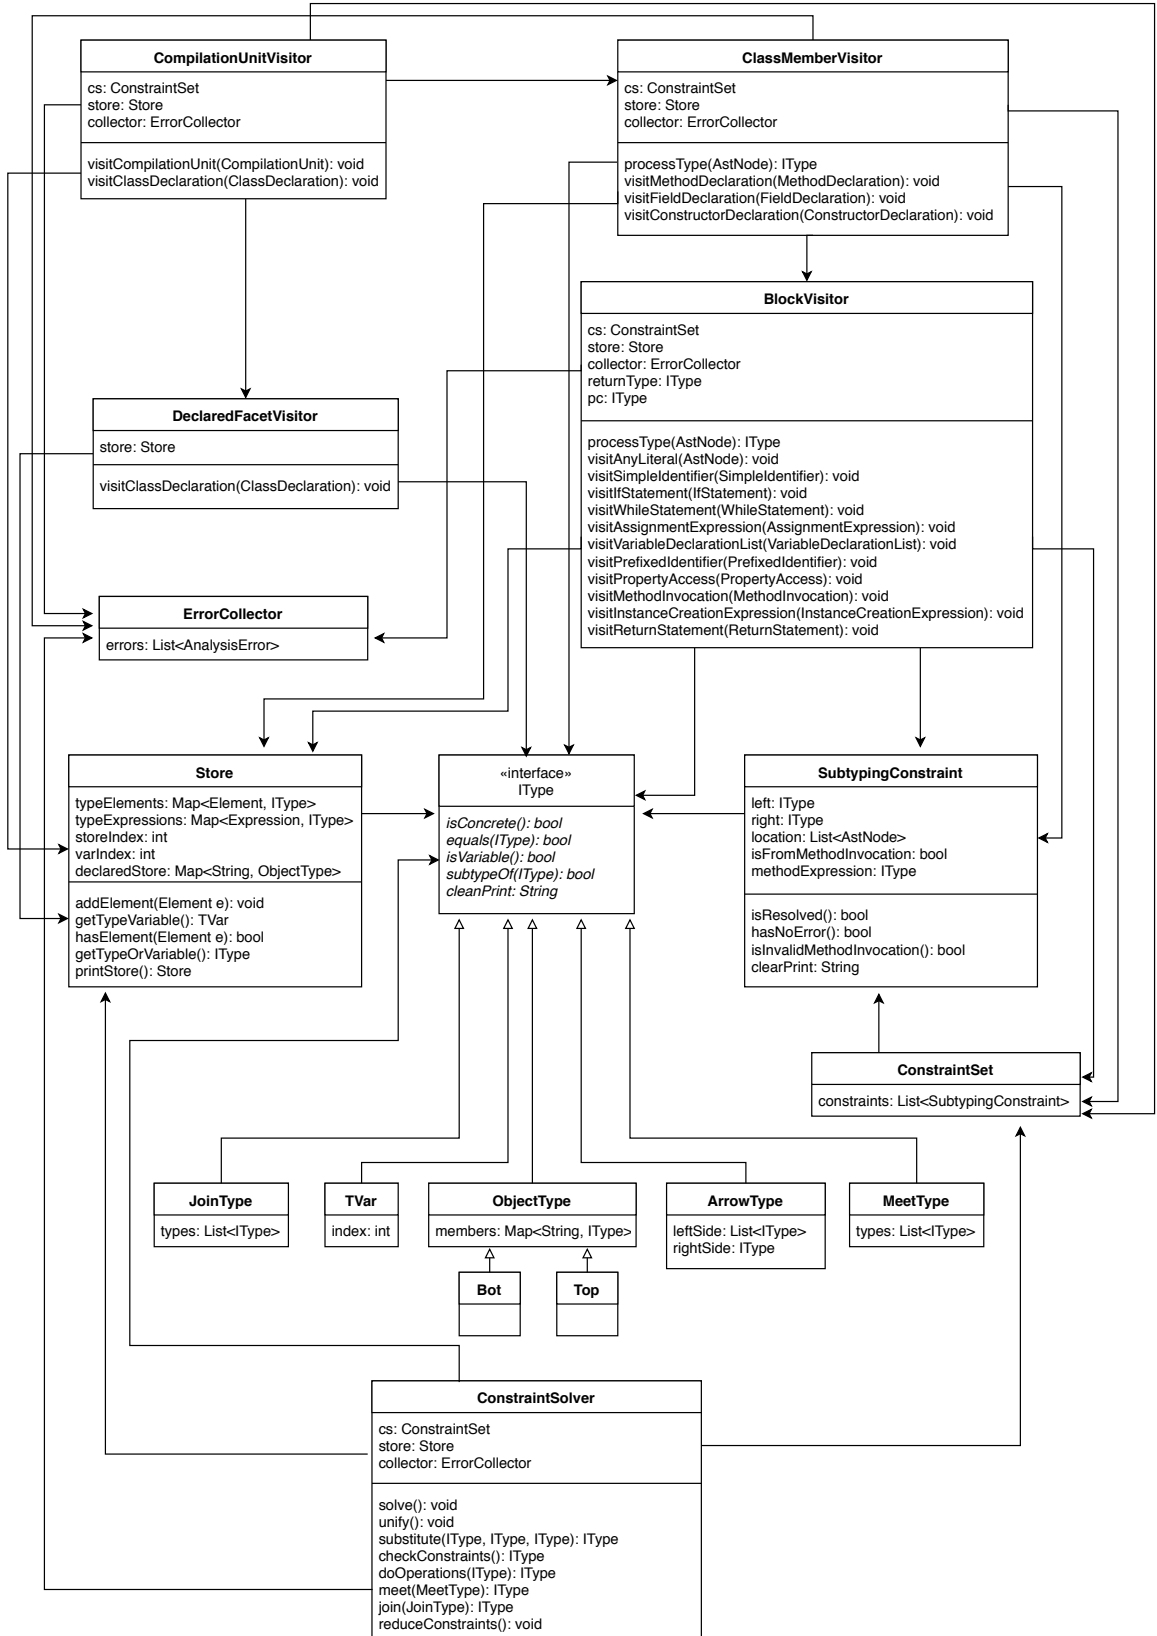 CompilationUnitVisitor
cs: ConstraintSet
store: Store
collector: ErrorCollector
visitCompilationUnit(CompilationUnit): void
visitClassDeclaration(ClassDeclaration): void
ClassMemberVisitor
cs: ConstraintSet
store: Store
collector: ErrorCollector
processType(AstNode): IType
visitMethodDeclaration(MethodDeclaration): void
visitFieldDeclaration(FieldDeclaration): void
visitConstructorDeclaration(ConstructorDeclaration): void
BlockVisitor
cs: ConstraintSet
store: Store
collector: ErrorCollector
returnType: IType
pc: IType
processType(AstNode): IType
visitAnyLiteral(AstNode): void
visitSimpleIdentifier(SimpleIdentifier): void
visitIfStatement(IfStatement): void
visitWhileStatement(WhileStatement): void
visitAssignmentExpression(AssignmentExpression): void
visitVariableDeclarationList(VariableDeclarationList): void
visitPrefixedIdentifier(PrefixedIdentifier): void
visitPropertyAccess(PropertyAccess): void
visitMethodInvocation(MethodInvocation): void
visitInstanceCreationExpression(InstanceCreationExpression): void
visitReturnStatement(ReturnStatement): void
DeclaredFacetVisitor
store: Store
visitClassDeclaration(ClassDeclaration): void
ErrorCollector
errors: List<AnalysisError>
Store
typeElements: Map<Element, IType>
typeExpressions: Map<Expression, IType>
storeIndex: int
varIndex: int
declaredStore: Map<String, ObjectType>
addElement(Element e): void
getTypeVariable(): TVar
hasElement(Element e): bool
getTypeOrVariable(): IType
printStore(): Store
«interface»
IType
isConcrete(): bool
equals(IType): bool
isVariable(): bool
subtypeOf(IType): bool
cleanPrint: String
SubtypingConstraint
left: IType
right: IType
location: List<AstNode>
isFromMethodInvocation: bool
methodExpression: IType
isResolved(): bool
hasNoError(): bool
isInvalidMethodInvocation(): bool
clearPrint: String
ConstraintSet
constraints: List<SubtypingConstraint>
JoinType
types: List<IType>
TVar
index: int
ObjectType
members: Map<String, IType>
ArrowType
leftSide: List<IType>
rightSide: IType
MeetType
types: List<IType>
Bot
Top
ConstraintSolver
cs: ConstraintSet
store: Store
collector: ErrorCollector
solve(): void
unify(): void
substitute(IType, IType, IType): IType
checkConstraints(): IType
doOperations(IType): IType
meet(MeetType): IType
join(JoinType): IType
reduceConstraints(): void